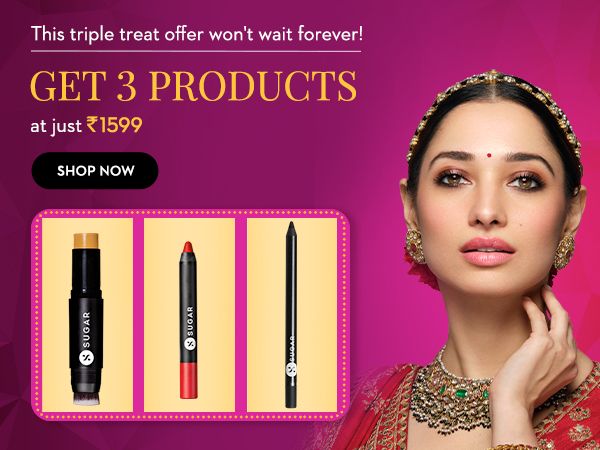 This triple treat offer won't wait forever!
GET 3 PRODUCTS
at just ₹1599
SHOP NOW
SUGAR
SUGAR
SUGAR